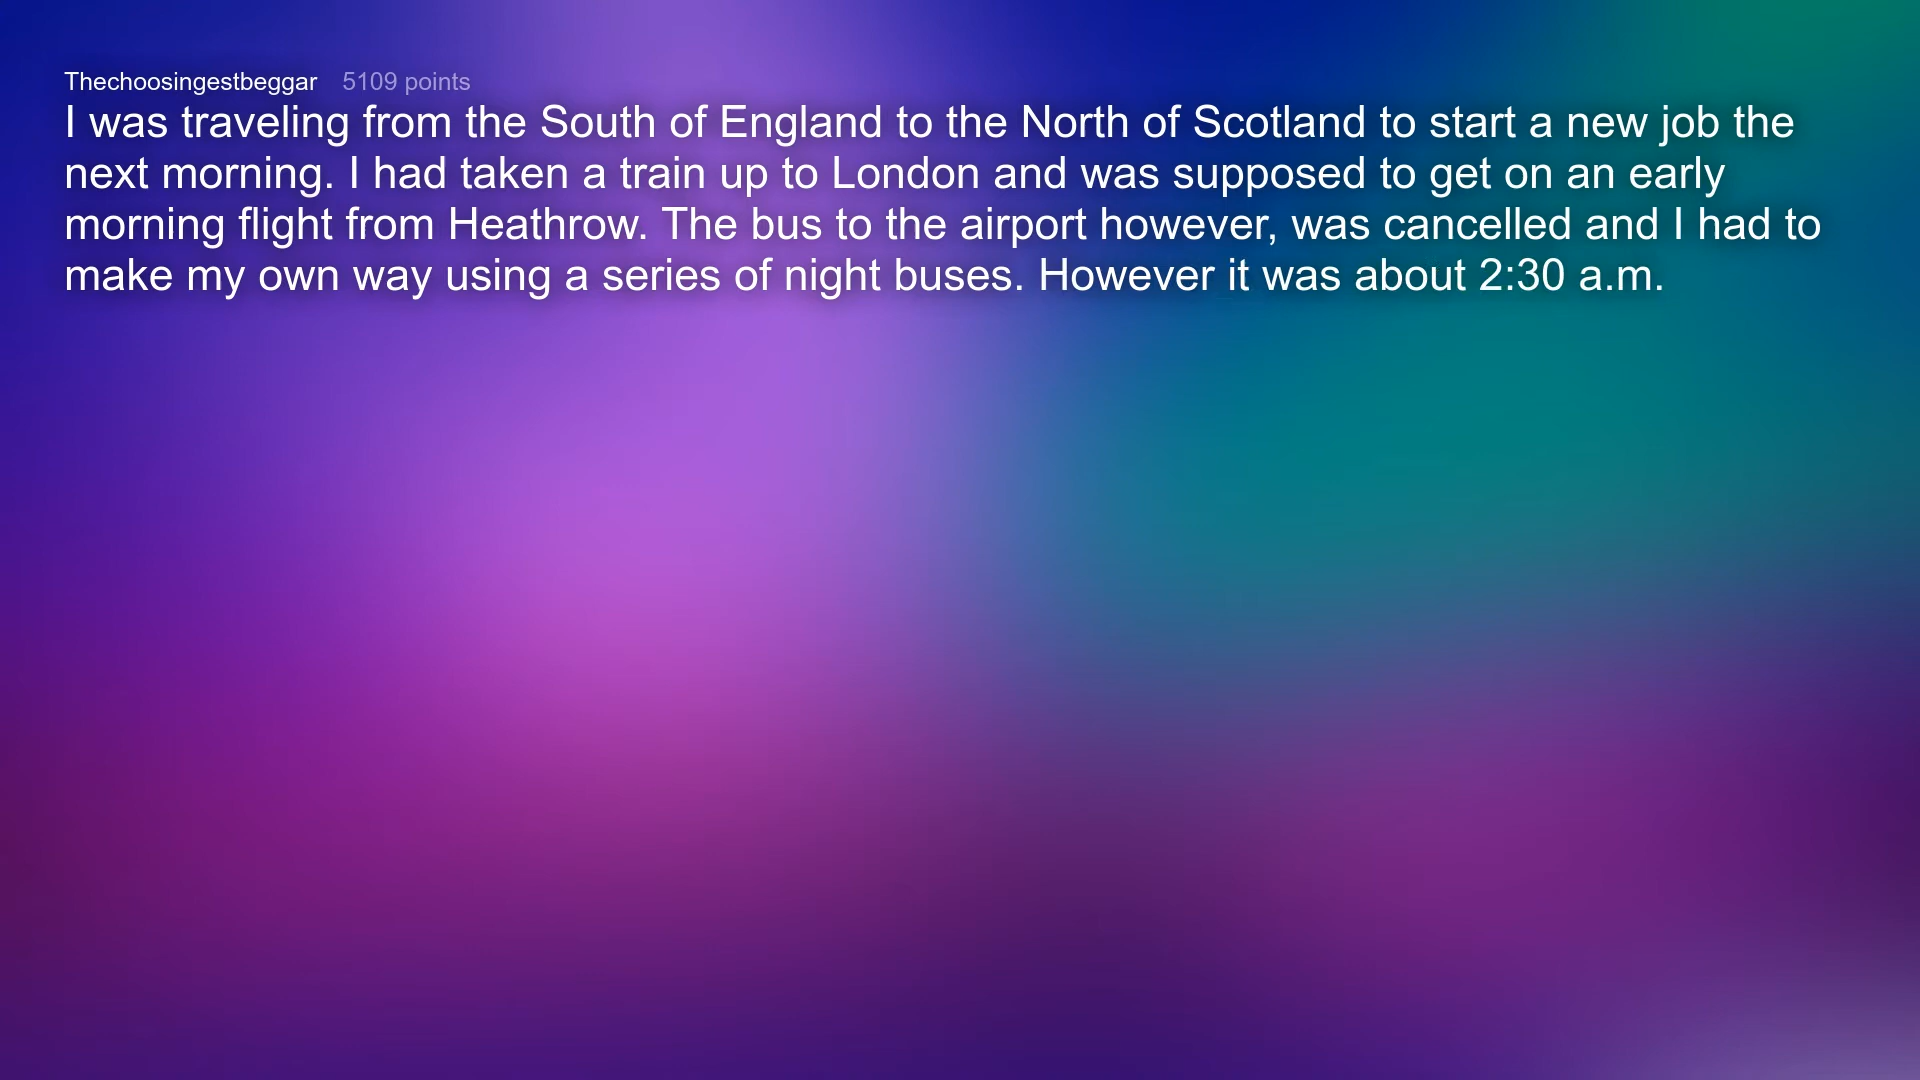 Thechoosingestbeggar 5109 points
I was traveling from the South of England to the North of Scotland to start a new job the
next morning. I had taken a train up to London and was supposed to get on an early
morning flight from Heathrow. The bus to the airport however, was cancelled and I had to
make my own way using a series of night buses. However it was about 2:30 a.m.